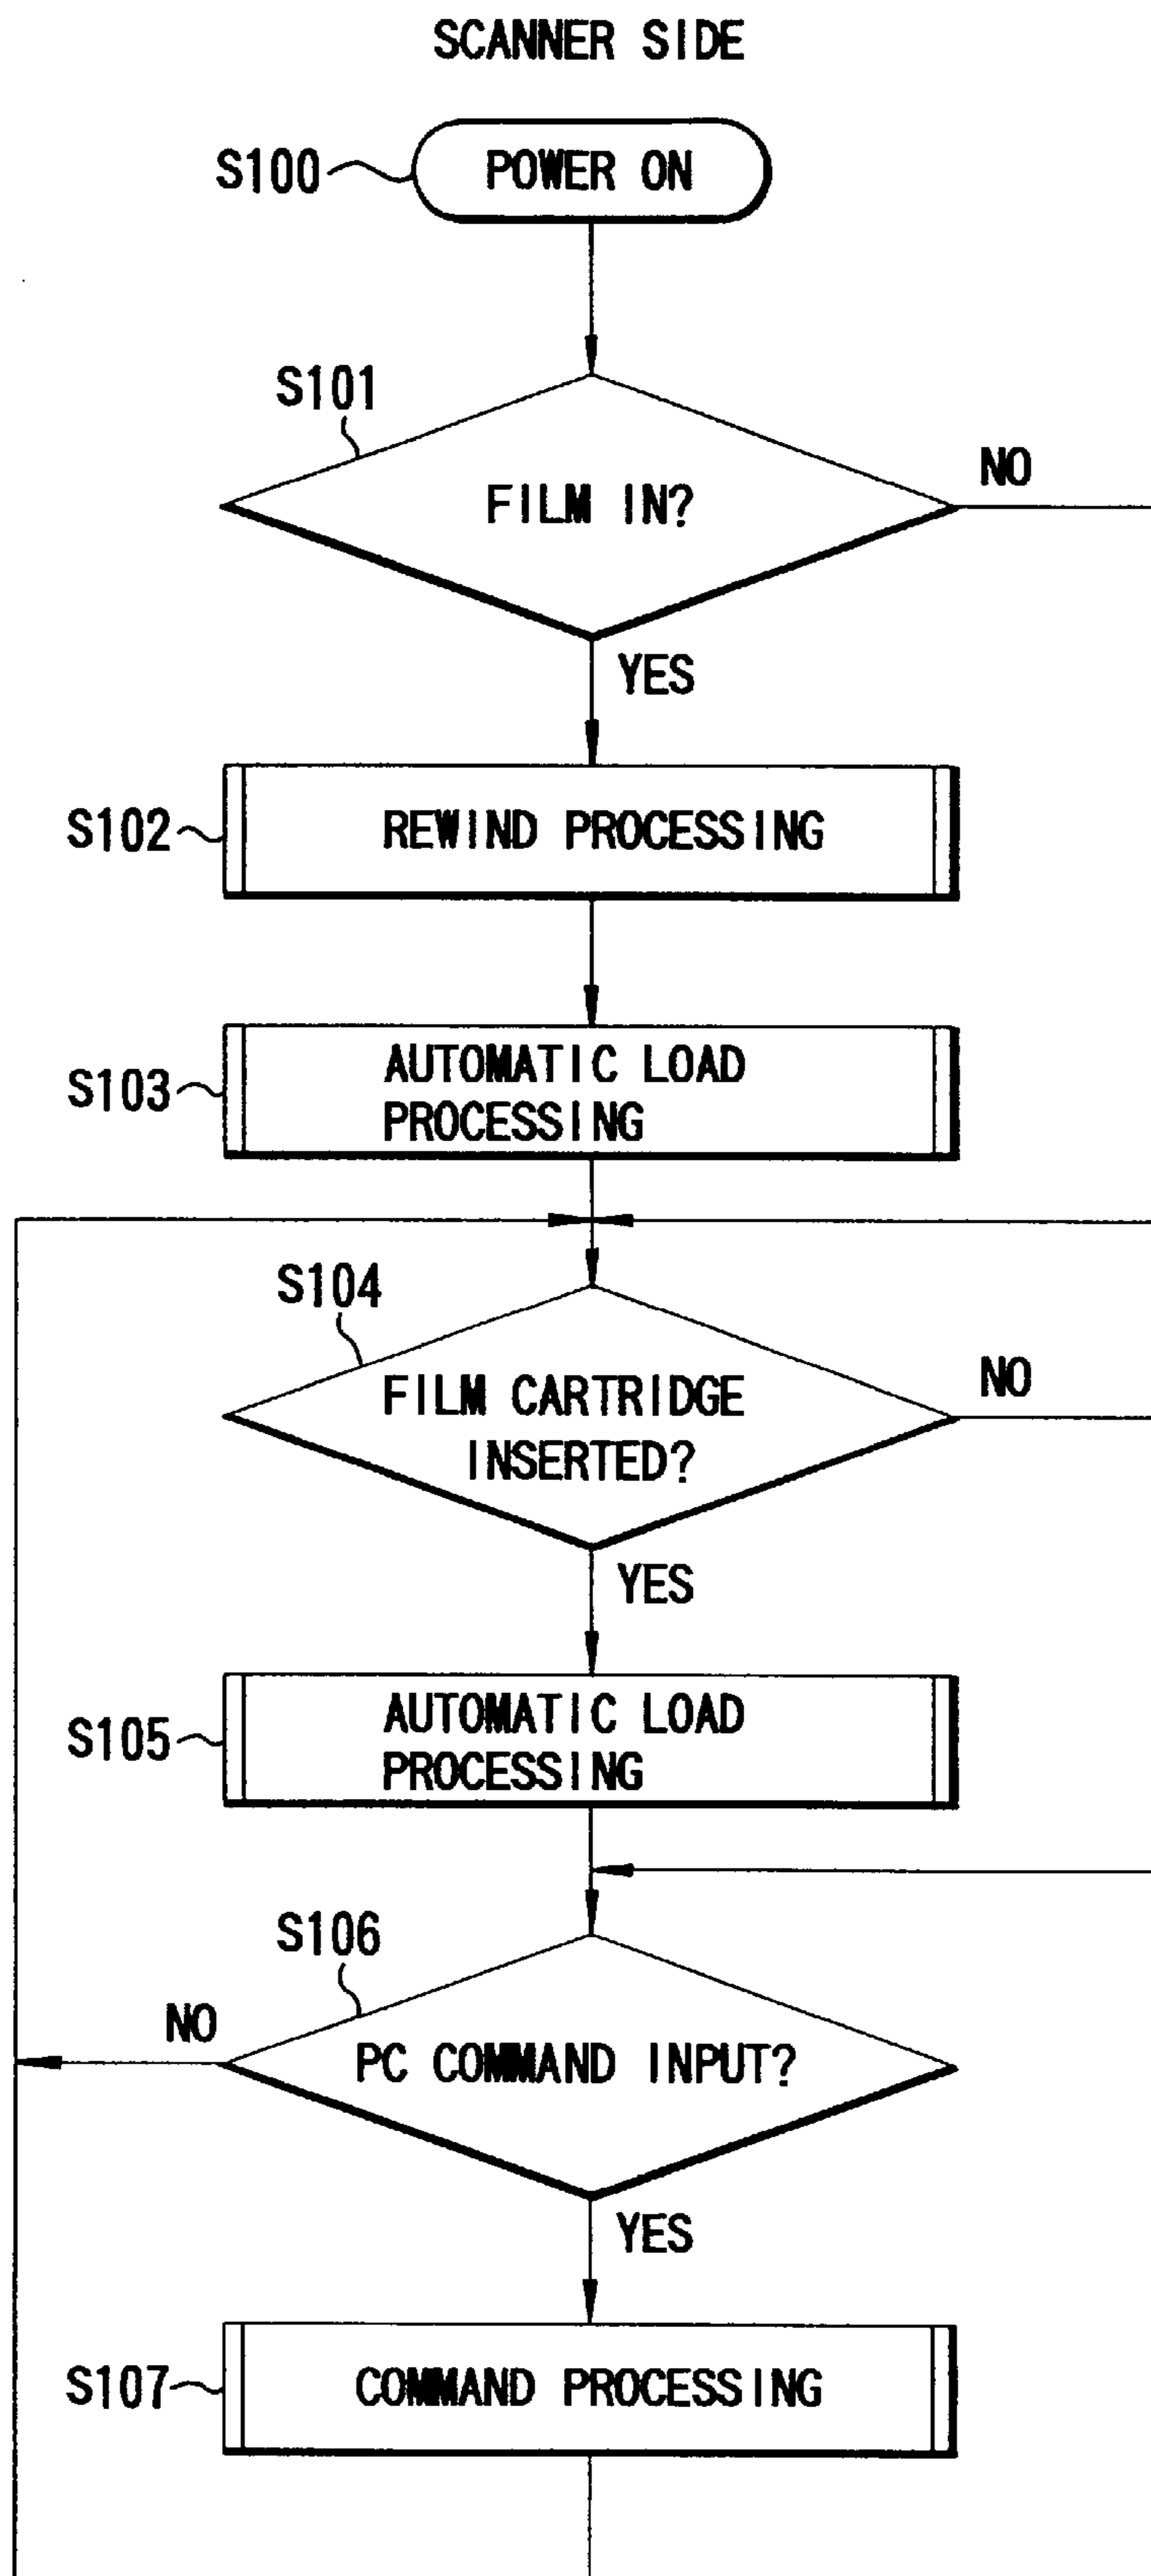 SCANNER SIDE
S100
POWER ON
S101
FILM IN?
NO
YES
S102
REWIND PROCESSING
S103
AUTOMATIC LOAD
PROCESSING
S104
FILM CARTRIDGE
INSERTED?
NO
YES
S105
AUTOMATIC LOAD
PROCESSING
S106
NO
PC COMMAND INPUT?
YES
S107
COMMAND PROCESSING